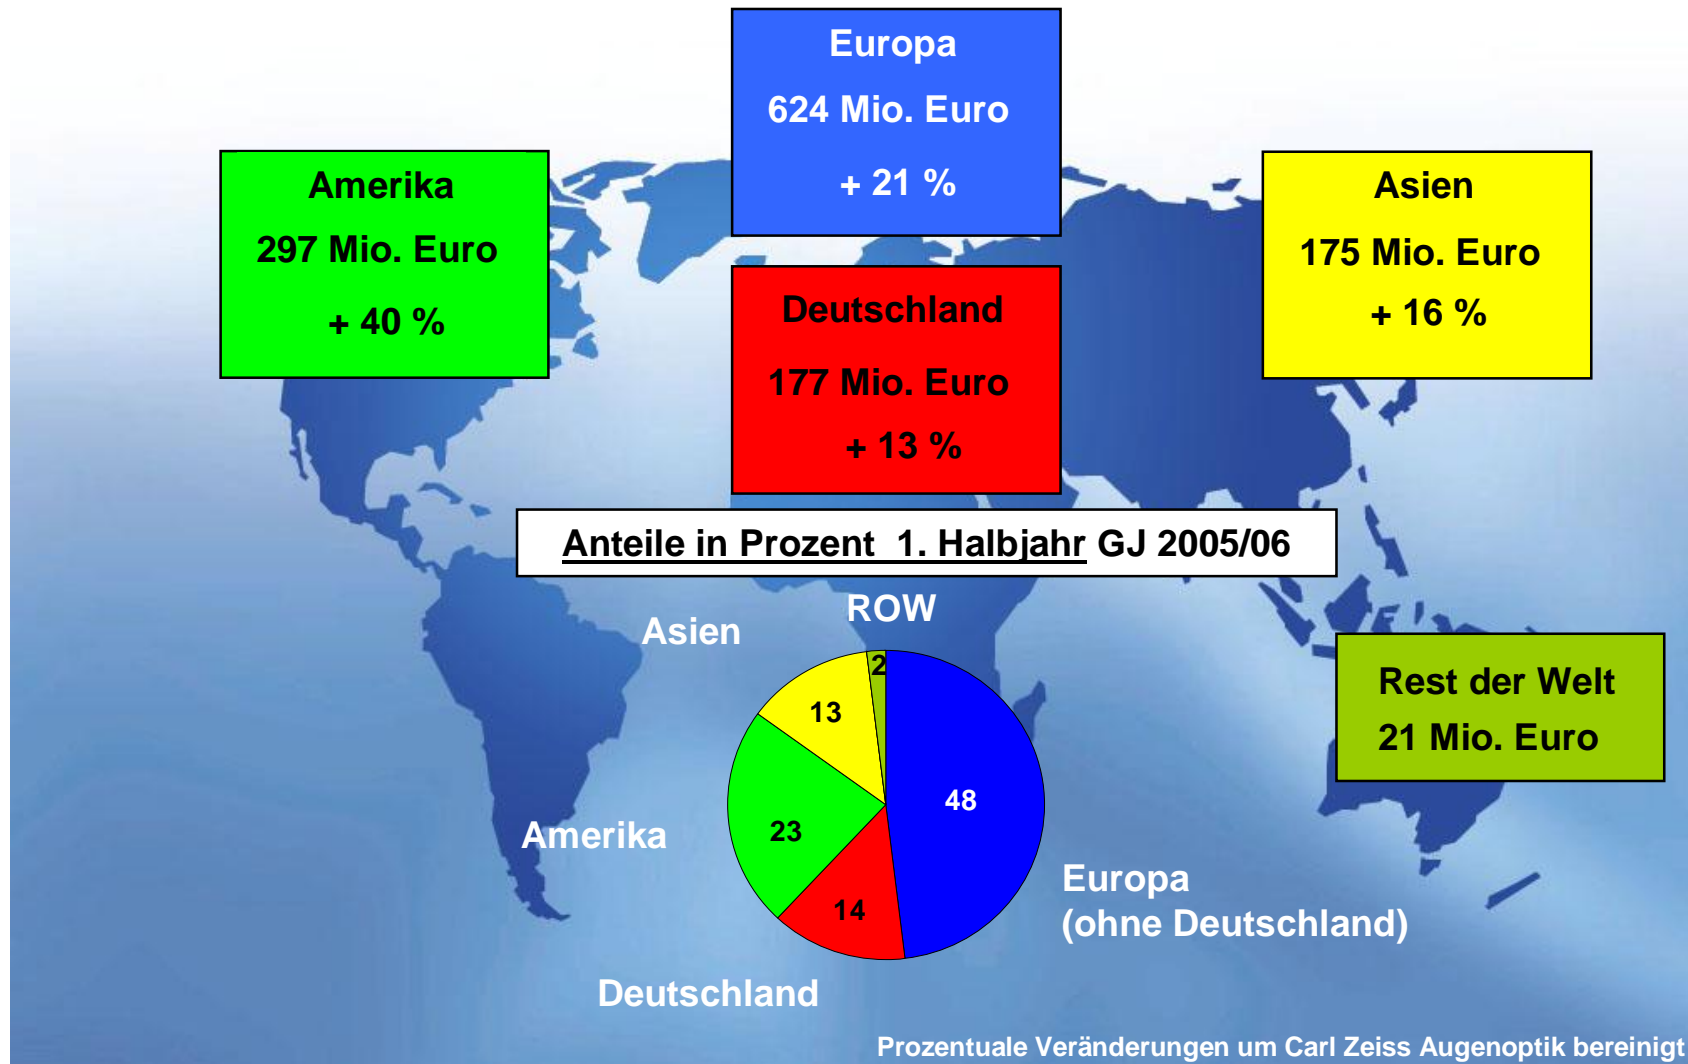 Europa
624 Mio. Euro
+ 21 %
Amerika
297 Mio. Euro
+ 40 %
Asien
175 Mio. Euro
+ 16 %
Deutschland
177 Mio. Euro
+ 13 %
Anteile in Prozent 1. Halbjahr GJ 2005/06
ROW
Asien
2
13
Rest der Welt
21 Mio. Euro
48
23
Amerika
Europa
(ohne Deutschland)
14
Deutschland
Prozentuale Veränderungen um Carl Zeiss Augenoptik bereinigt